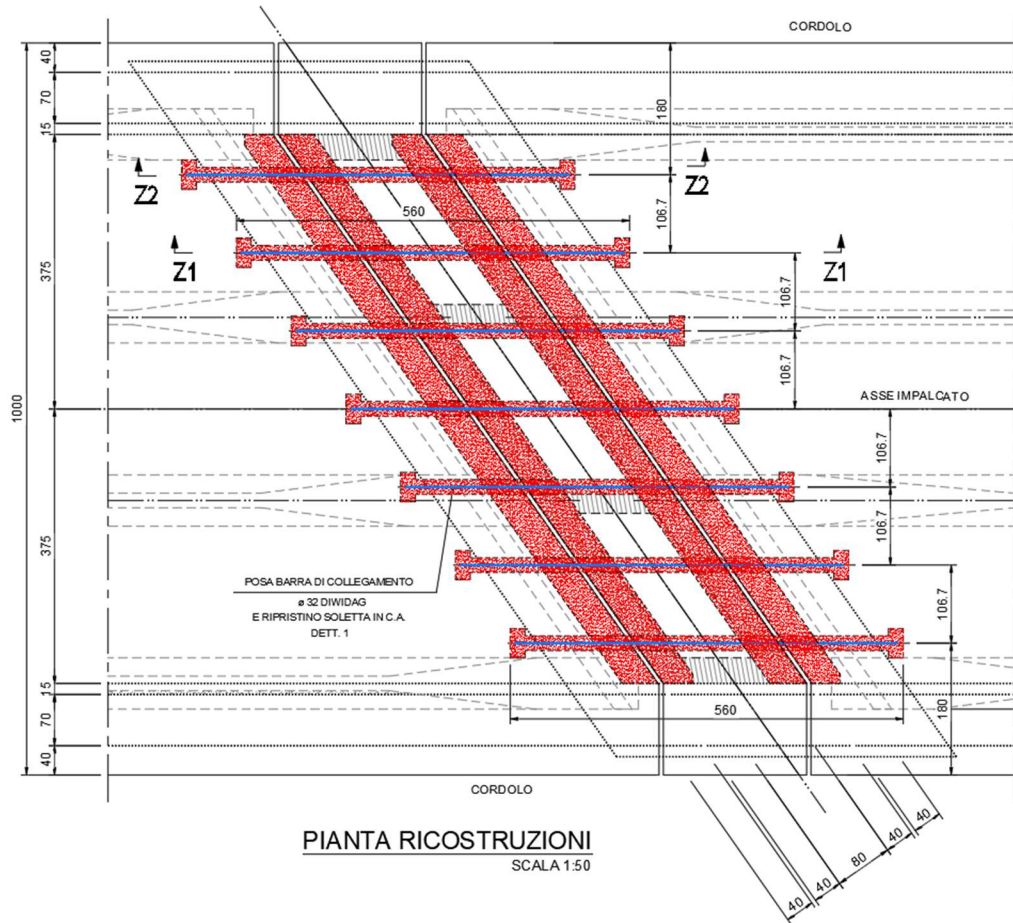 CORDOLO
40
70
180
15
Z2
Z2
106.7
560
Z1
Z1
375
106.7
106.7
1000
ASSE IMPALCATO
106.7
106.7
375
POSA BARRA DI COLLEGAMENTO
ø 32 DIWIDAG
E RIPRISTINO SOLETTA IN C.A.
DETT. 1
106.7
15
560
70
180
40
CORDOLO
PIANTA RICOSTRUZIONI
SCALA 1:50
40
40
80
40
40